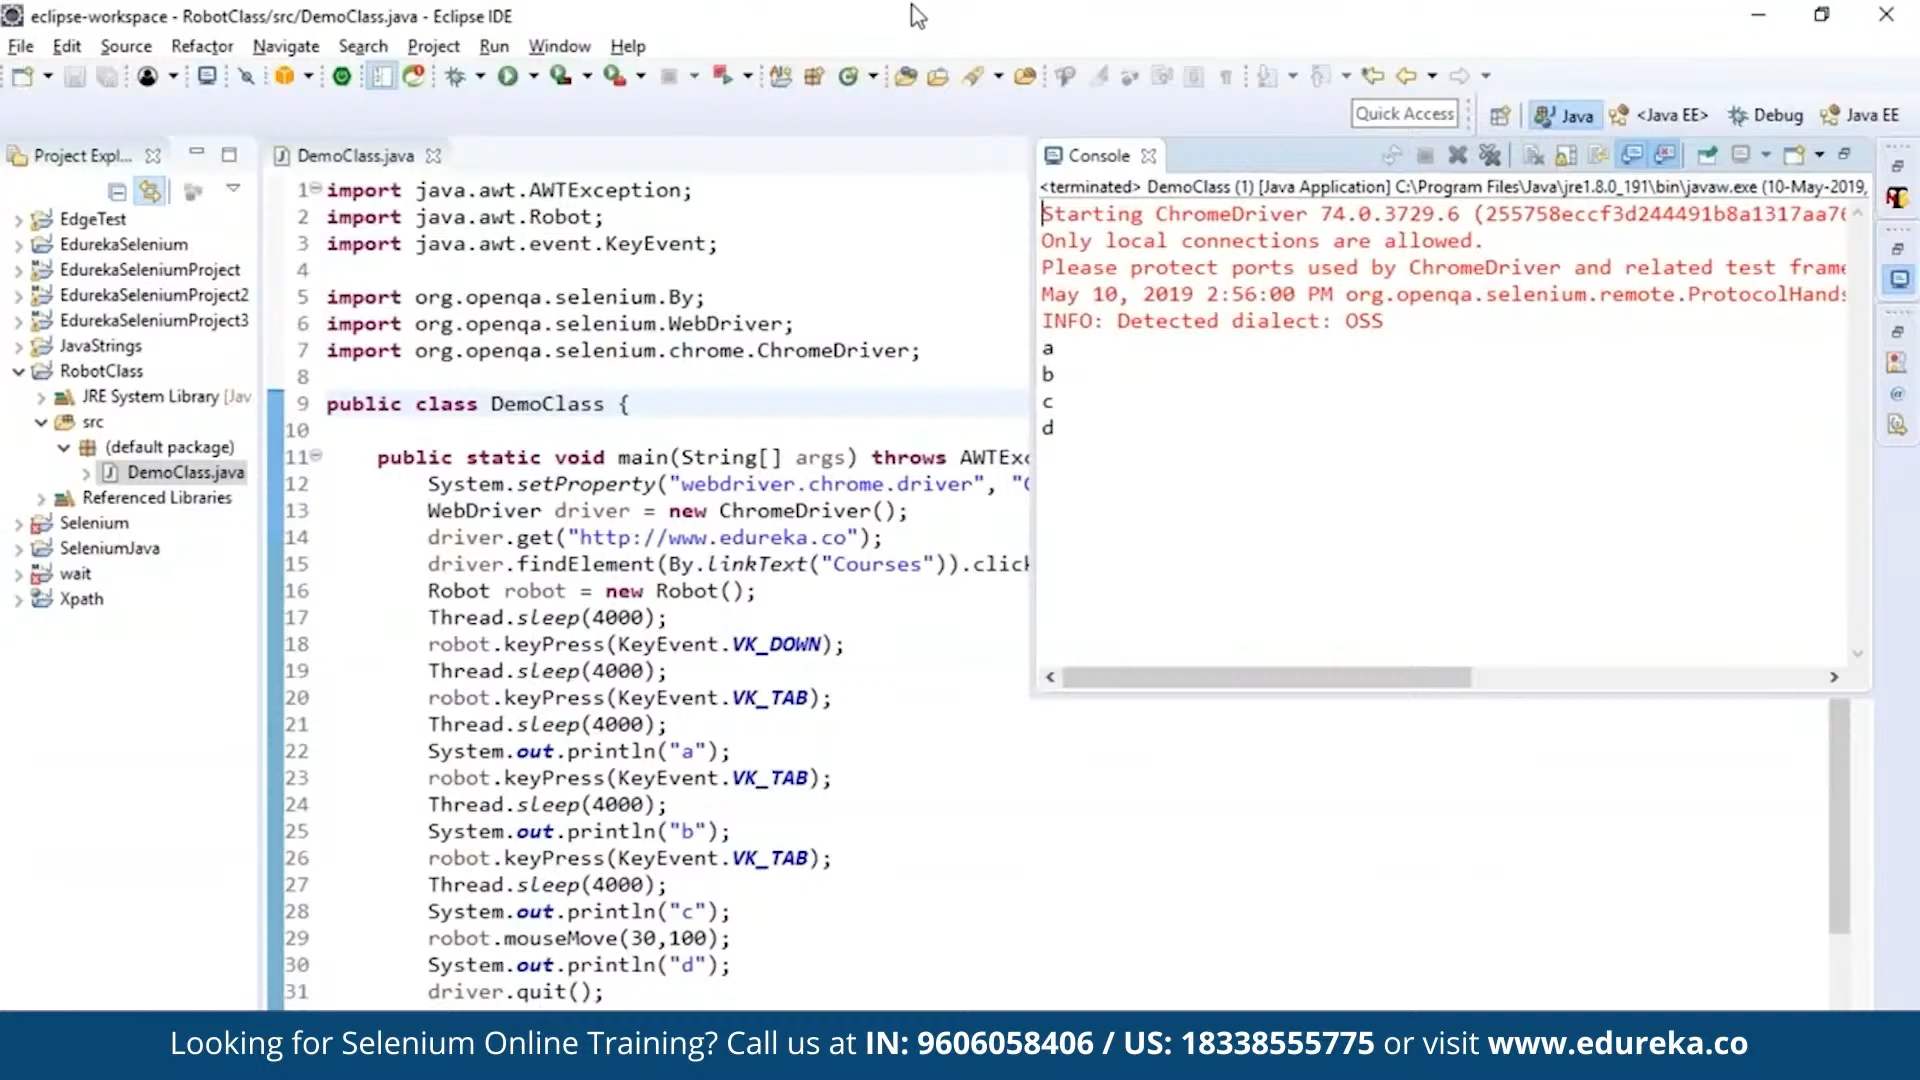 eclipse-workspace - RobotClass/src/DemoClass.java - Eclipse IDE
File Edit Source Refactor Navigate Search Project Run Window Help
Quick Access
Java <Java EE> Debug Java EE
Project Expl...
EdgeTest
EdurekaSelenium
EdurekaSeleniumProject
EdurekaSeleniumProject2
EdurekaSeleniumProject3
JavaStrings
RobotClass
JRE System Library [Jav
src
(default package)
DemoClass.java
Referenced Libraries
Selenium
SeleniumJava
wait
Xpath
DemoClass.java
1 import java.awt.AWTException;
2 import java.awt.Robot;
3 import java.awt.event.KeyEvent;
4
5 import org.openqa.selenium.By;
6 import org.openqa.selenium.WebDriver;
7 import org.openqa.selenium.chrome.ChromeDriver;
8
9 public class DemoClass {
10
11 public static void main(String[] args) throws AWTExc
12 System.setProperty("webdriver.chrome.driver", "C
13 WebDriver driver = new ChromeDriver();
14 driver.get("http://www.edureka.co");
15 driver.findElement(By.linkText("Courses")).click
16 Robot robot = new Robot();
17 Thread.sleep(4000);
18 robot.keyPress(KeyEvent.VK_DOWN);
19 Thread.sleep(4000);
20 robot.keyPress(KeyEvent.VK_TAB);
21 Thread.sleep(4000);
22 System.out.println("a");
23 robot.keyPress(KeyEvent.VK_TAB);
24 Thread.sleep(4000);
25 System.out.println("b");
26 robot.keyPress(KeyEvent.VK_TAB);
27 Thread.sleep(4000);
28 System.out.println("c");
29 robot.mouseMove(30,100);
30 System.out.println("d");
31 driver.quit();
Console
<terminated> DemoClass (1) [Java Application] C:\Program Files\Java\jre1.8.0_191\bin\javaw.exe (10-May-2019,
Starting ChromeDriver 74.0.3729.6 (255758eccf3d244491b8a1317aa76
Only local connections are allowed.
Please protect ports used by ChromeDriver and related test frame
May 10, 2019 2:56:00 PM org.openqa.selenium.remote.ProtocolHands
INFO: Detected dialect: OSS
a
b
c
d
Looking for Selenium Online Training? Call us at IN: 9606058406 / US: 18338555775 or visit www.edureka.co